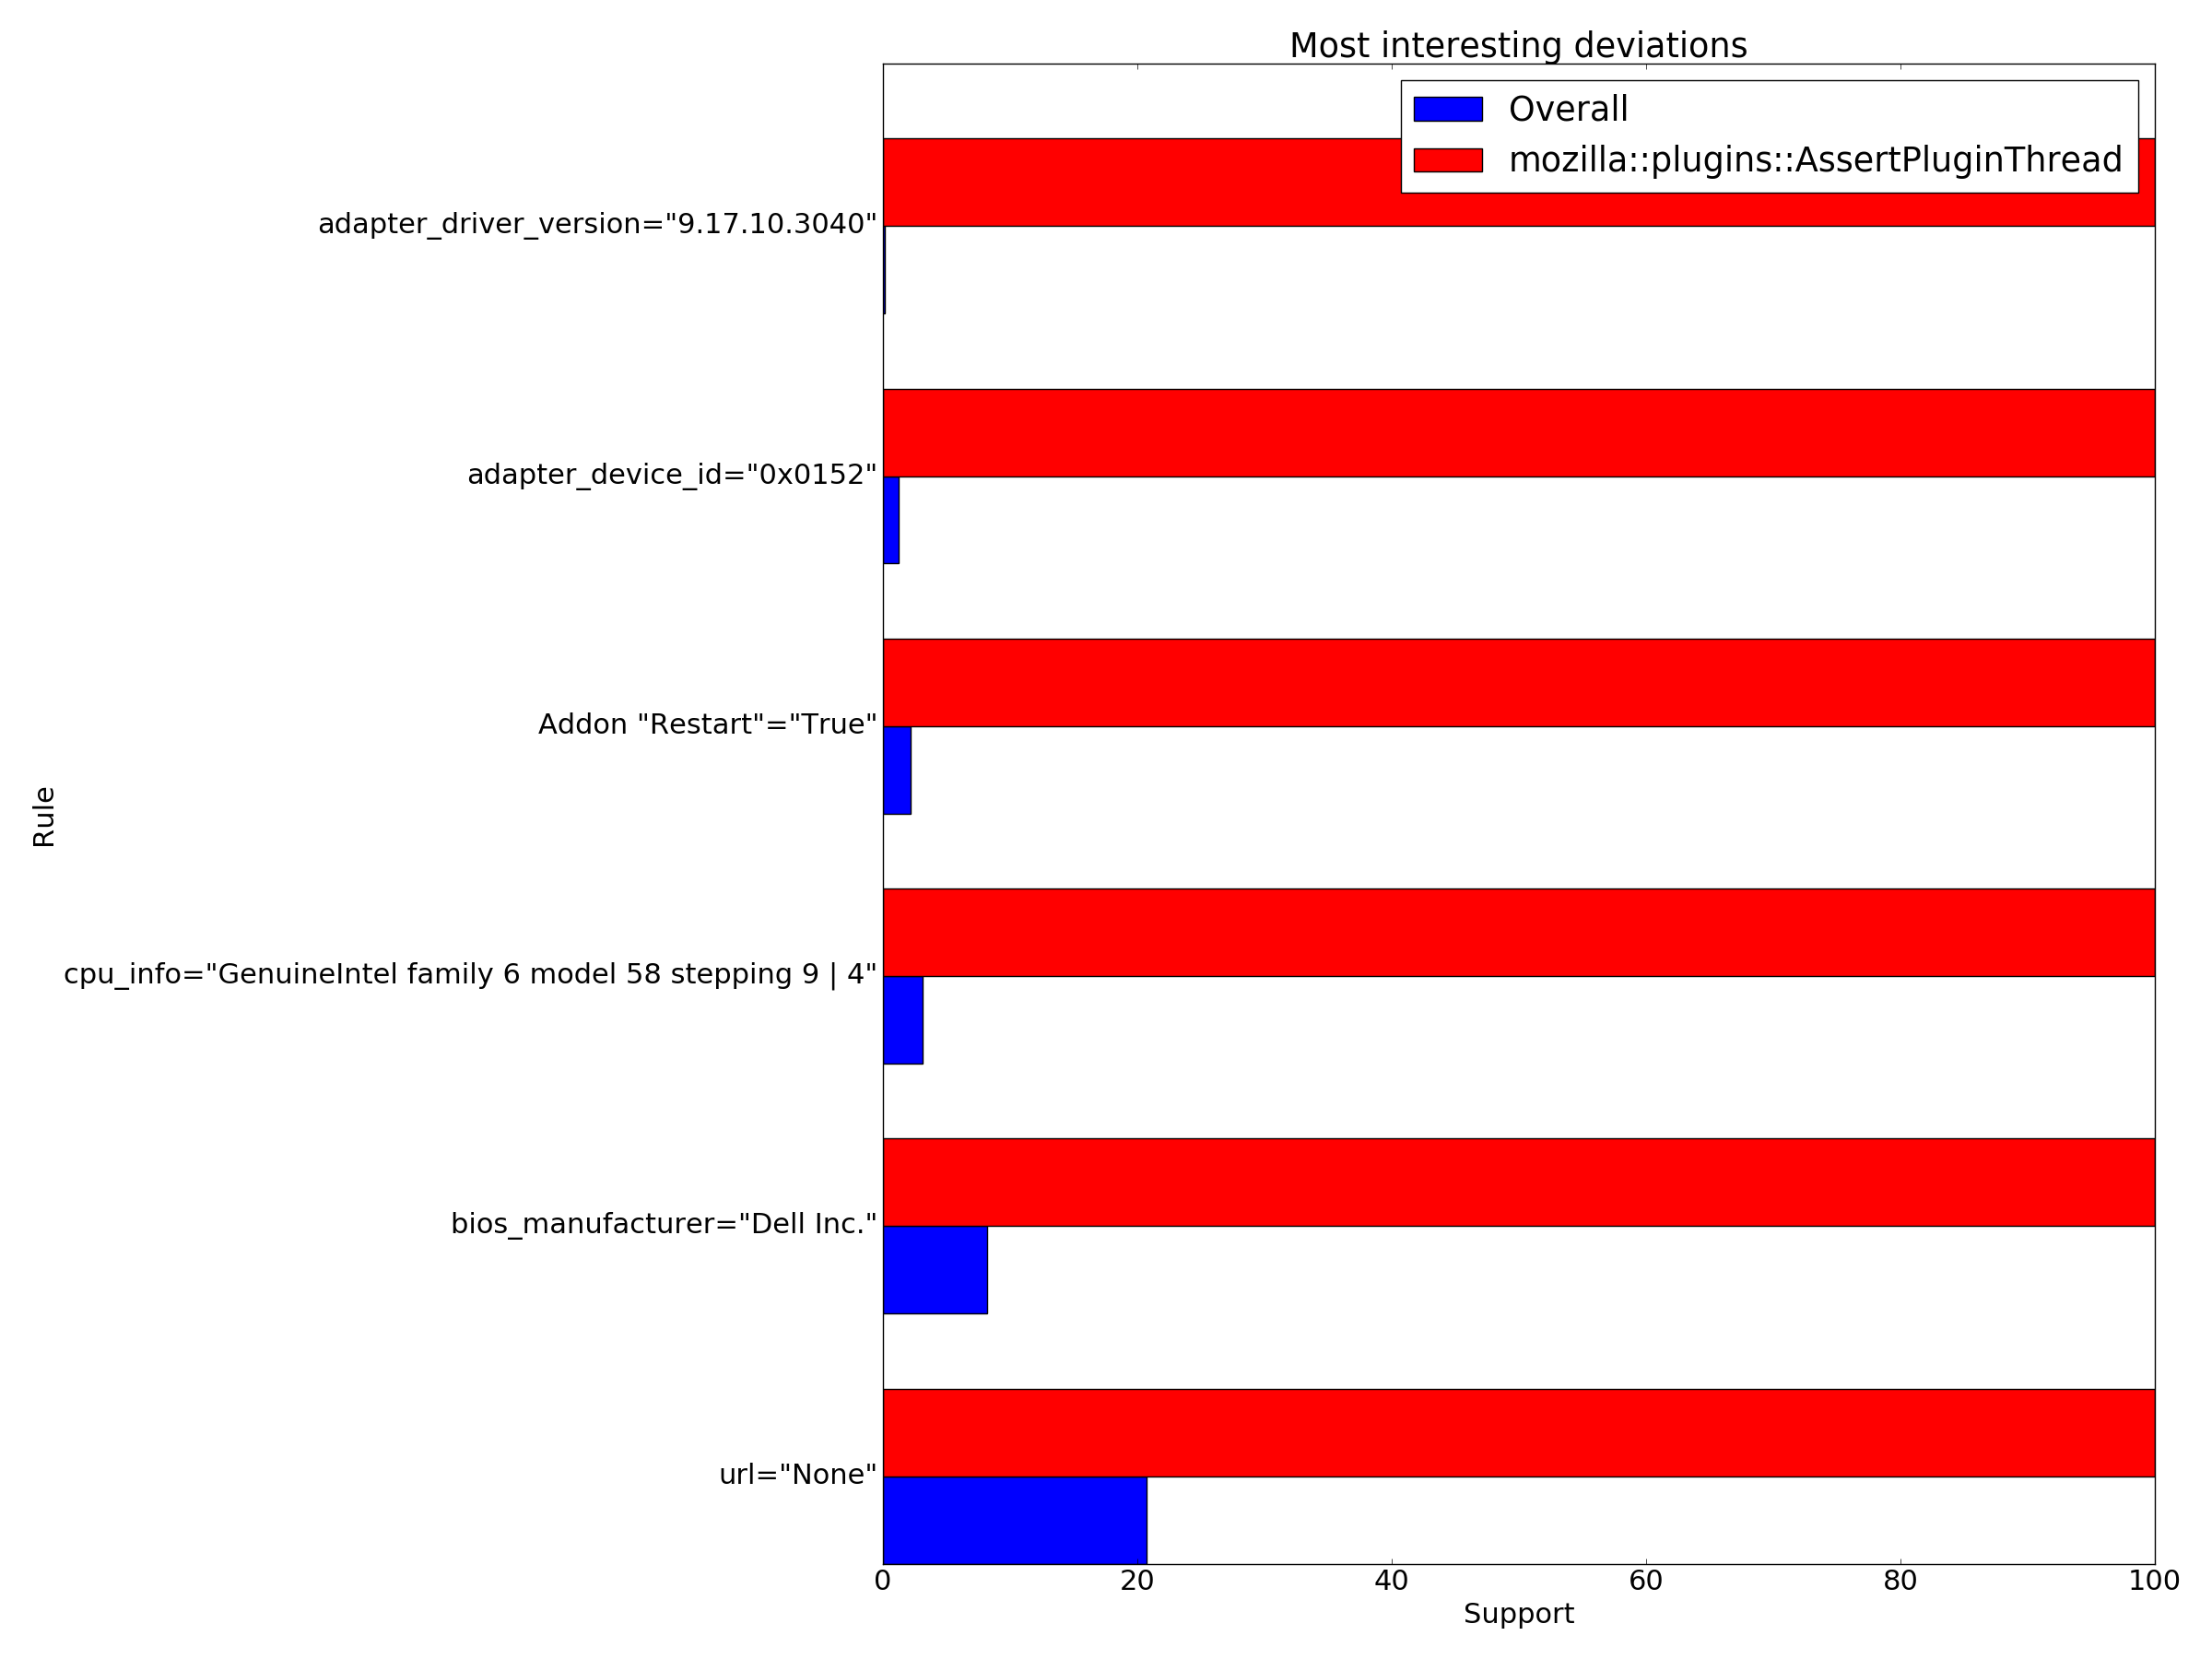 Most interesting deviations
Overall
mozilla::plugins::AssertPluginThread
adapter_driver_version="9.17.10.3040"
adapter_device_id="0x0152"
Addon "Restart"="True"
Rule
cpu_info="GenuineIntel family 6 model 58 stepping 9 | 4"
bios_manufacturer="Dell Inc."
url="None"
0 20 40 60 80 100
Support